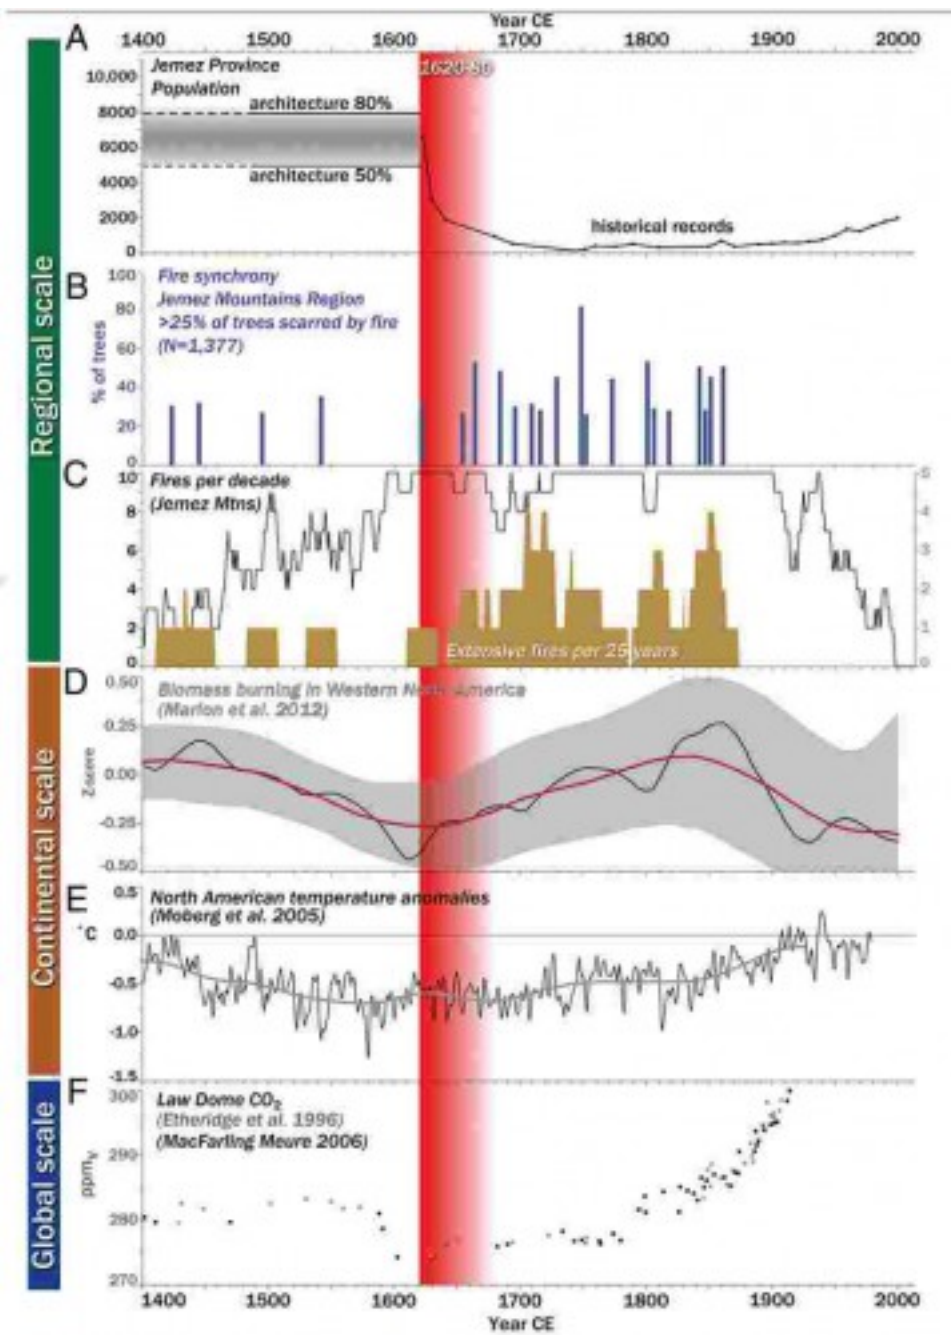 Year CE
1400 1500 1600 1700 1800 1900 2000
Regional scale
A
Jemez Province
Population
1620-80
10,000
8000
6000
4000
2000
0
architecture 80%
architecture 50%
historical records
B
Fire synchrony
Jemez Mountains Region
>25% of trees scarred by fire
(N=1,377)
% of trees
100
80
60
40
20
0
C
Fires per decade
(Jemez Mtns)
10
8
6
4
2
0
5
4
3
2
1
0
Extensive fires per 25 years
Continental scale
D
Biomass burning in Western North America
(Marlon et al. 2012)
Z-score
0.50
0.25
0.00
-0.25
-0.50
E
North American temperature anomalies
(Moberg et al. 2005)
°C
0.5
0.0
-0.5
-1.0
-1.5
Global scale
F
Law Dome CO₂
(Etheridge et al. 1996)
(MacFarling Meure 2006)
ppmv
300
290
280
270
1400 1500 1600 1700 1800 1900 2000
Year CE